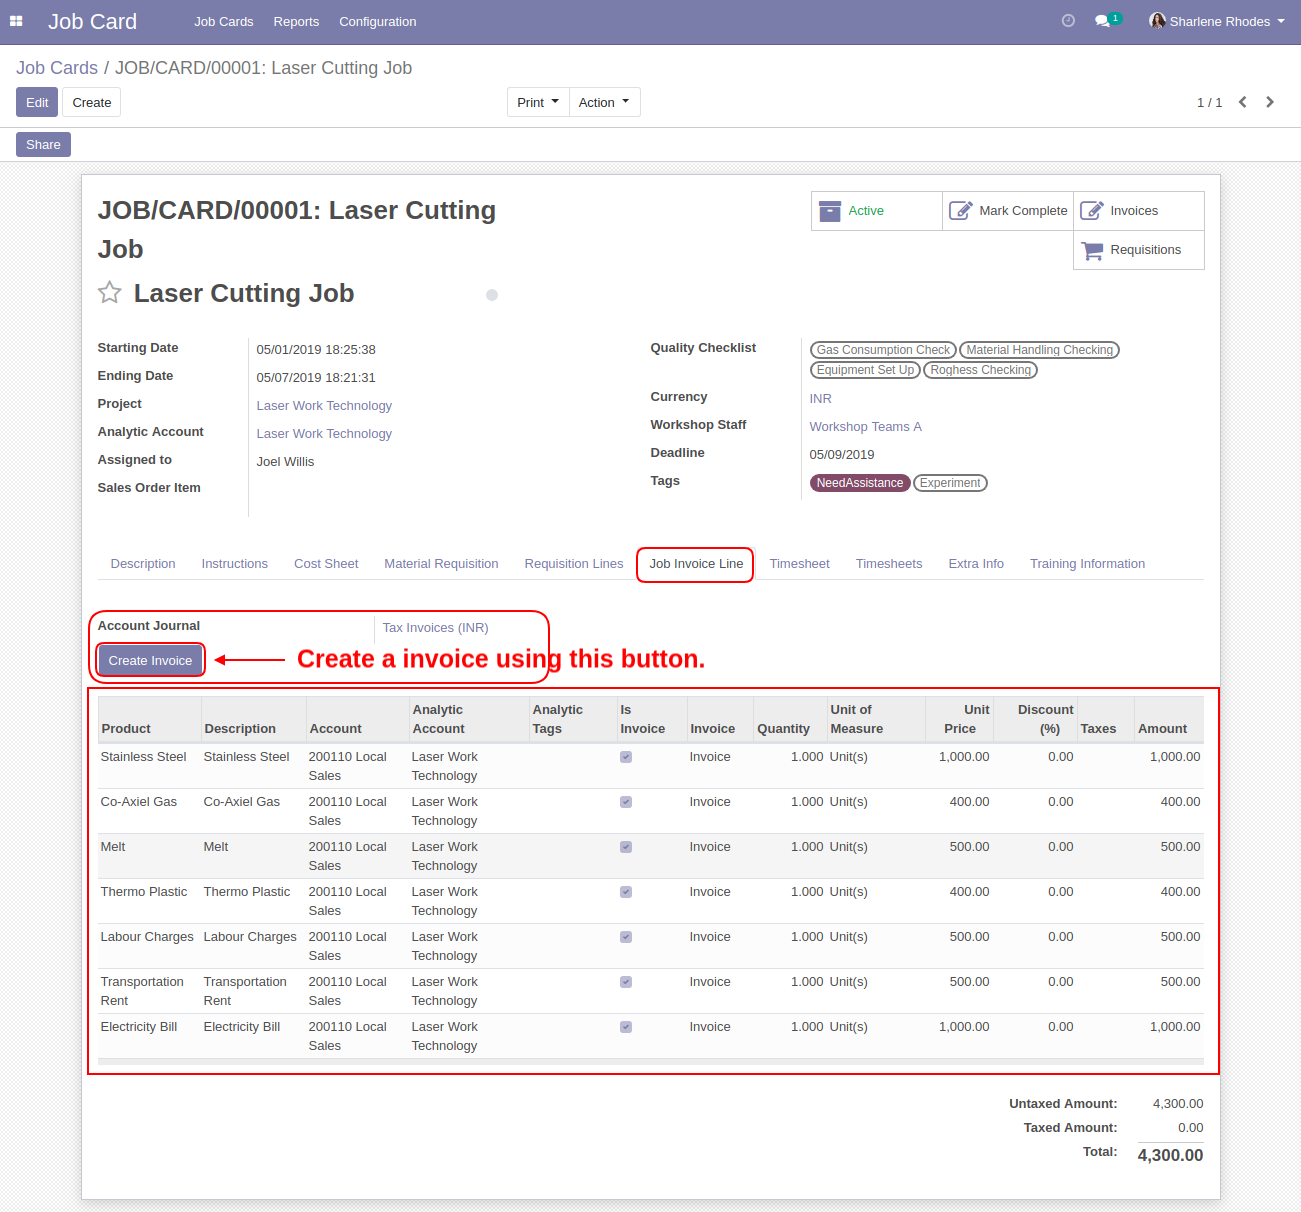 Job Card Job Cards Reports Configuration 1 Sharlene Rhodes
Job Cards / JOB/CARD/00001: Laser Cutting Job
Edit Create Print Action 1 / 1
Share
JOB/CARD/00001: Laser Cutting
Job
Active Mark Complete Invoices
Requisitions
Laser Cutting Job
Starting Date 05/01/2019 18:25:38
Ending Date 05/07/2019 18:21:31
Project Laser Work Technology
Analytic Account Laser Work Technology
Assigned to Joel Willis
Sales Order Item
Quality Checklist Gas Consumption Check Material Handling Checking
Equipment Set Up Roghess Checking
Currency INR
Workshop Staff Workshop Teams A
Deadline 05/09/2019
Tags NeedAssistance Experiment
Description Instructions Cost Sheet Material Requisition Requisition Lines Job Invoice Line Timesheet Timesheets Extra Info Training Information
Account Journal Tax Invoices (INR)
Create Invoice Create a invoice using this button.
Analytic Analytic Is Unit of Unit Discount
Product Description Account Account Tags Invoice Invoice Quantity Measure Price (%) Taxes Amount
Stainless Steel Stainless Steel 200110 Local Laser Work Invoice 1.000 Unit(s) 1,000.00 0.00 1,000.00
Sales Technology
Co-Axiel Gas Co-Axiel Gas 200110 Local Laser Work Invoice 1.000 Unit(s) 400.00 0.00 400.00
Sales Technology
Melt Melt 200110 Local Laser Work Invoice 1.000 Unit(s) 500.00 0.00 500.00
Sales Technology
Thermo Plastic Thermo Plastic 200110 Local Laser Work Invoice 1.000 Unit(s) 400.00 0.00 400.00
Sales Technology
Labour Charges Labour Charges 200110 Local Laser Work Invoice 1.000 Unit(s) 500.00 0.00 500.00
Sales Technology
Transportation Transportation 200110 Local Laser Work Invoice 1.000 Unit(s) 500.00 0.00 500.00
Rent Rent Sales Technology
Electricity Bill Electricity Bill 200110 Local Laser Work Invoice 1.000 Unit(s) 1,000.00 0.00 1,000.00
Sales Technology
Untaxed Amount: 4,300.00
Taxed Amount: 0.00
Total: 4,300.00